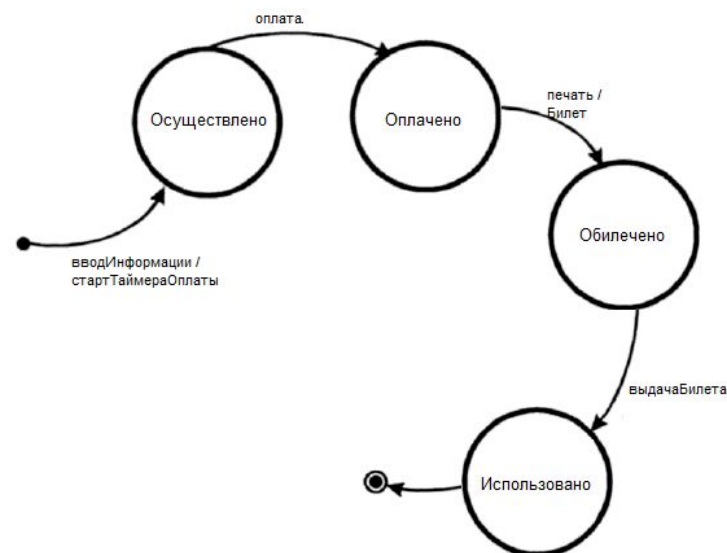 оплата.
Осуществлено
Оплачено
печать /
Билет
Обилечено
вводИнформации /
стартТаймераОплаты
выдачаБилета
Использовано